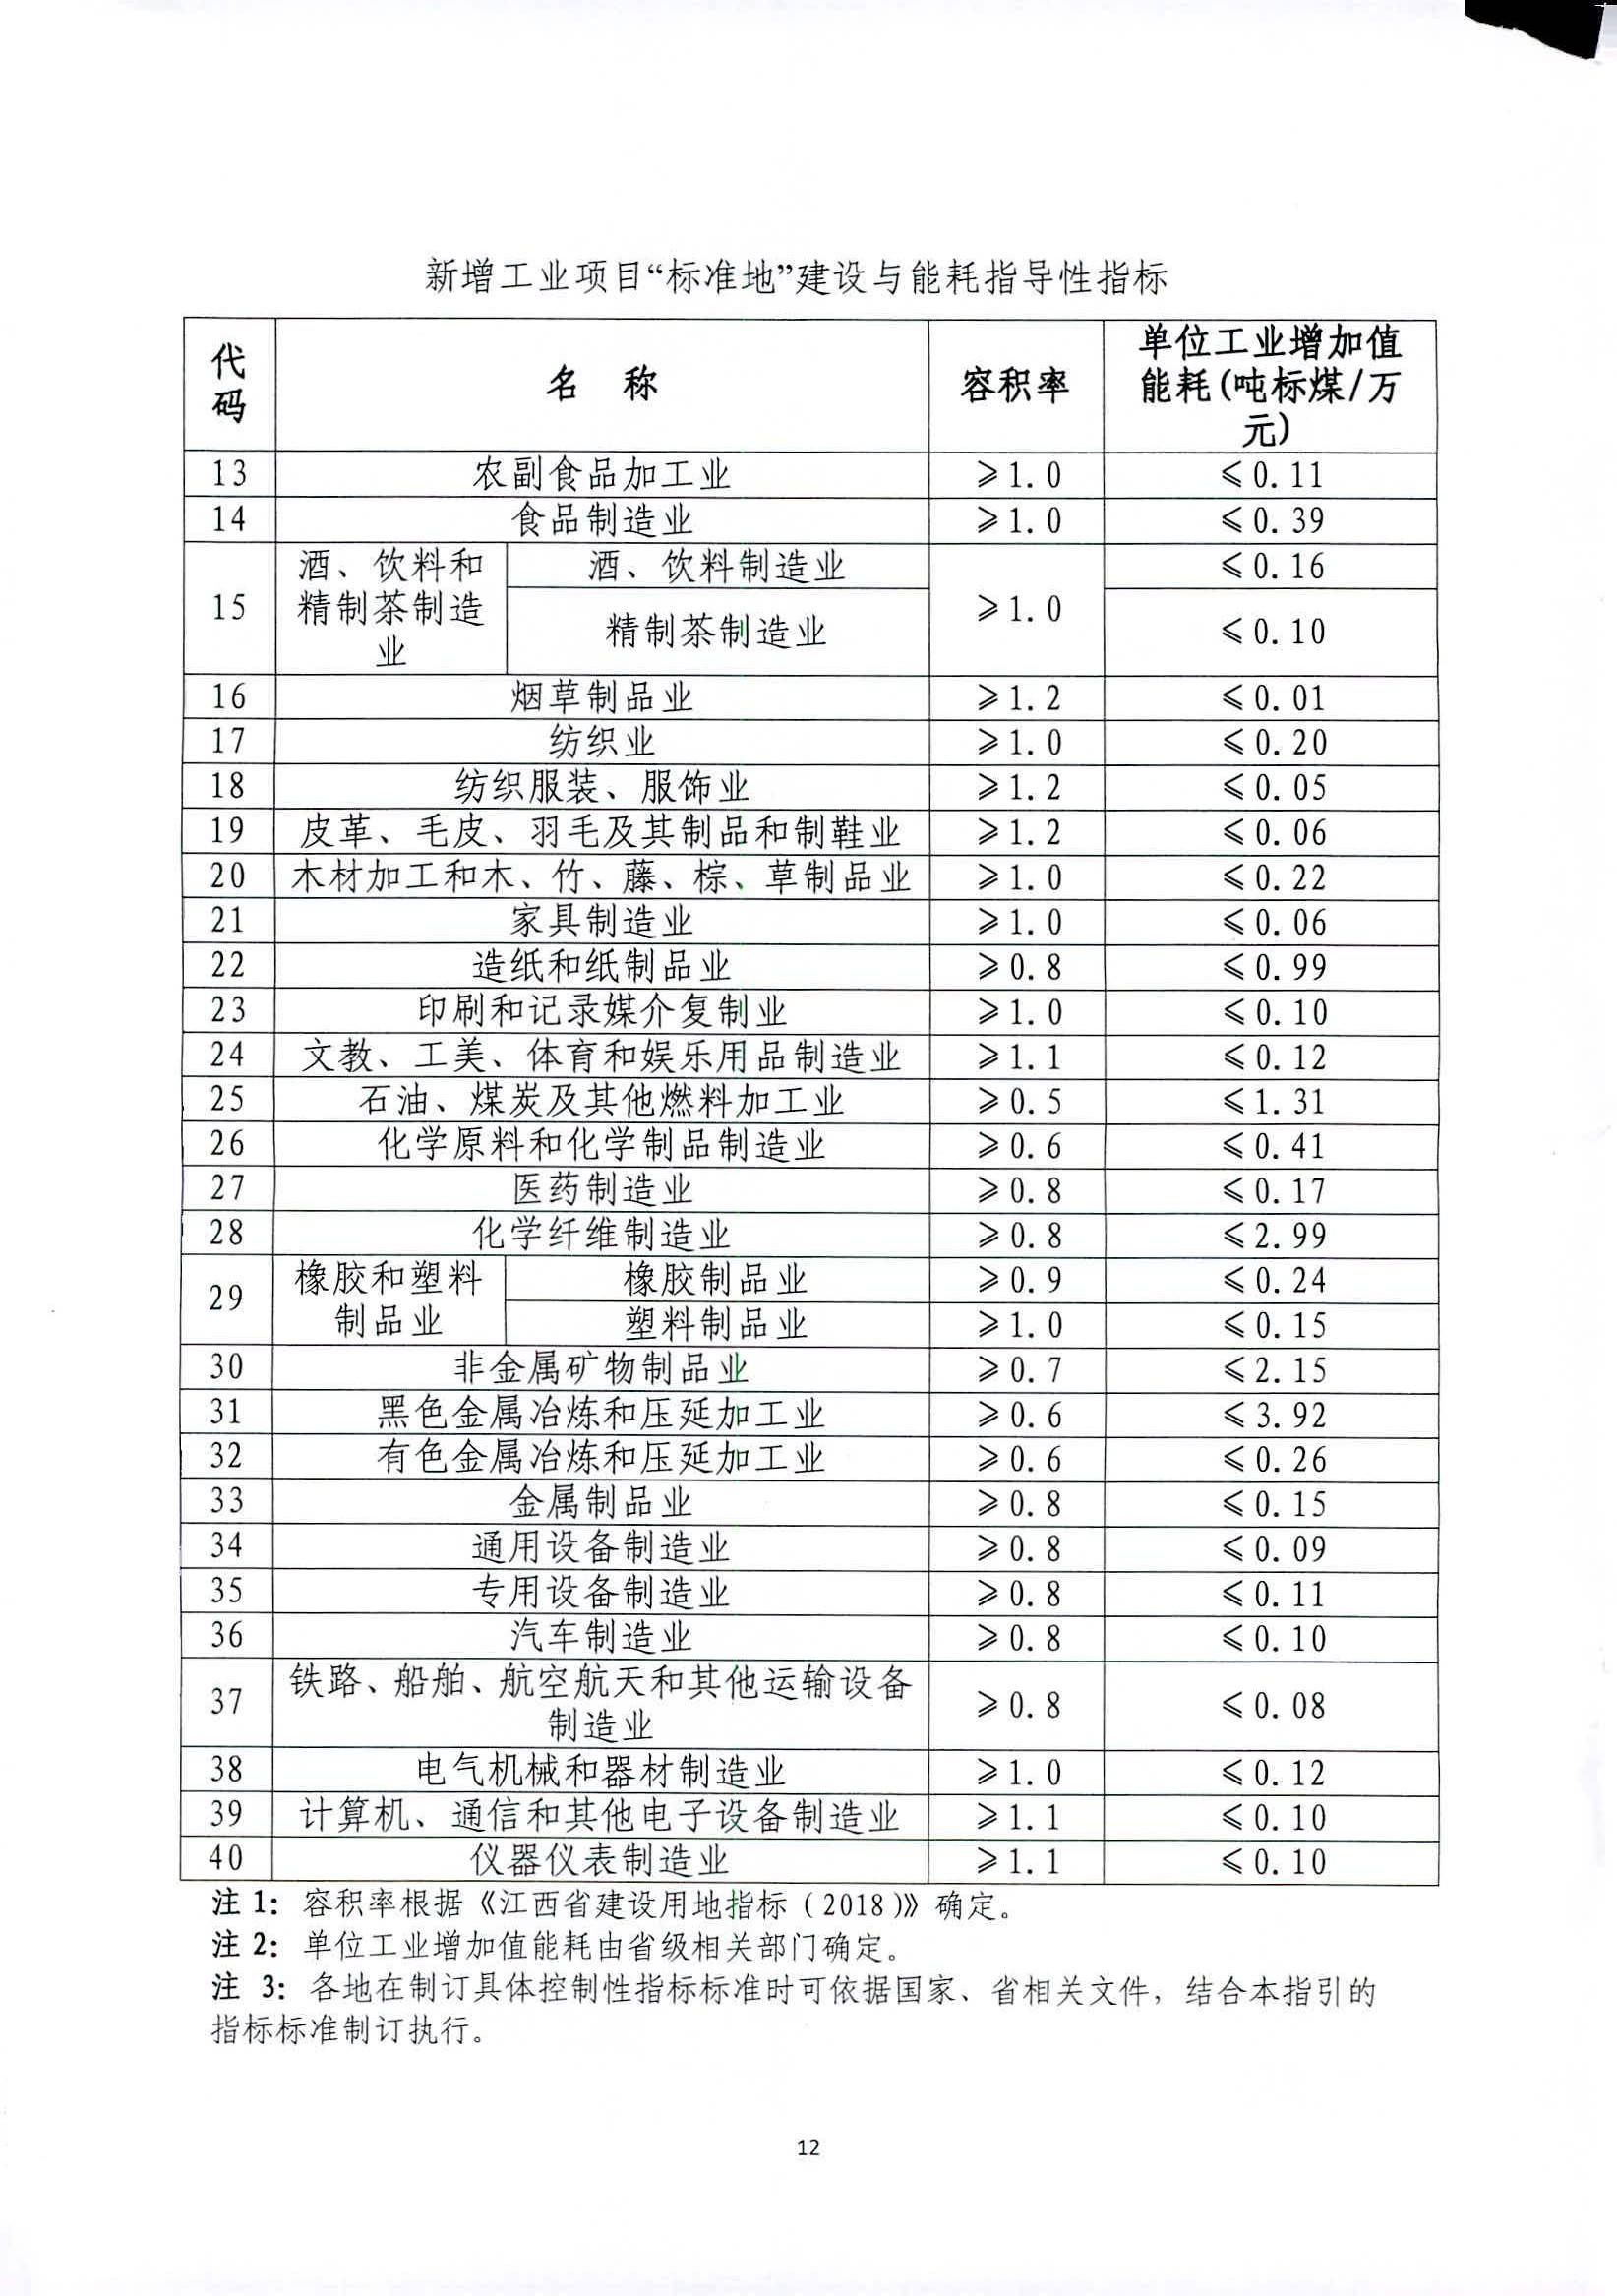 新增工业项目“标准地”建设与能耗指导性指标
代码 名 称 容积率 单位工业增加值能耗(吨标煤/万元)
13 农副食品加工业 ≥1.0 ≤0.11
14 食品制造业 ≥1.0 ≤0.39
15 酒、饮料和精制茶制造业 酒、饮料制造业 ≥1.0 ≤0.16
精制茶制造业 ≤0.10
16 烟草制品业 ≥1.2 ≤0.01
17 纺织业 ≥1.0 ≤0.20
18 纺织服装、服饰业 ≥1.2 ≤0.05
19 皮革、毛皮、羽毛及其制品和制鞋业 ≥1.2 ≤0.06
20 木材加工和木、竹、藤、棕、草制品业 ≥1.0 ≤0.22
21 家具制造业 ≥1.0 ≤0.06
22 造纸和纸制品业 ≥0.8 ≤0.99
23 印刷和记录媒介复制业 ≥1.0 ≤0.10
24 文教、工美、体育和娱乐用品制造业 ≥1.1 ≤0.12
25 石油、煤炭及其他燃料加工业 ≥0.5 ≤1.31
26 化学原料和化学制品制造业 ≥0.6 ≤0.41
27 医药制造业 ≥0.8 ≤0.17
28 化学纤维制造业 ≥0.8 ≤2.99
29 橡胶和塑料制品业 橡胶制品业 ≥0.9 ≤0.24
塑料制品业 ≥1.0 ≤0.15
30 非金属矿物制品业 ≥0.7 ≤2.15
31 黑色金属冶炼和压延加工业 ≥0.6 ≤3.92
32 有色金属冶炼和压延加工业 ≥0.6 ≤0.26
33 金属制品业 ≥0.8 ≤0.15
34 通用设备制造业 ≥0.8 ≤0.09
35 专用设备制造业 ≥0.8 ≤0.11
36 汽车制造业 ≥0.8 ≤0.10
37 铁路、船舶、航空航天和其他运输设备制造业 ≥0.8 ≤0.08
38 电气机械和器材制造业 ≥1.0 ≤0.12
39 计算机、通信和其他电子设备制造业 ≥1.1 ≤0.10
40 仪器仪表制造业 ≥1.1 ≤0.10
注 1：容积率根据《江西省建设用地指标（2018）》确定。
注 2：单位工业增加值能耗由省级相关部门确定。
注 3：各地在制订具体控制性指标标准时可依据国家、省相关文件，结合本指引的
指标标准制订执行。
12